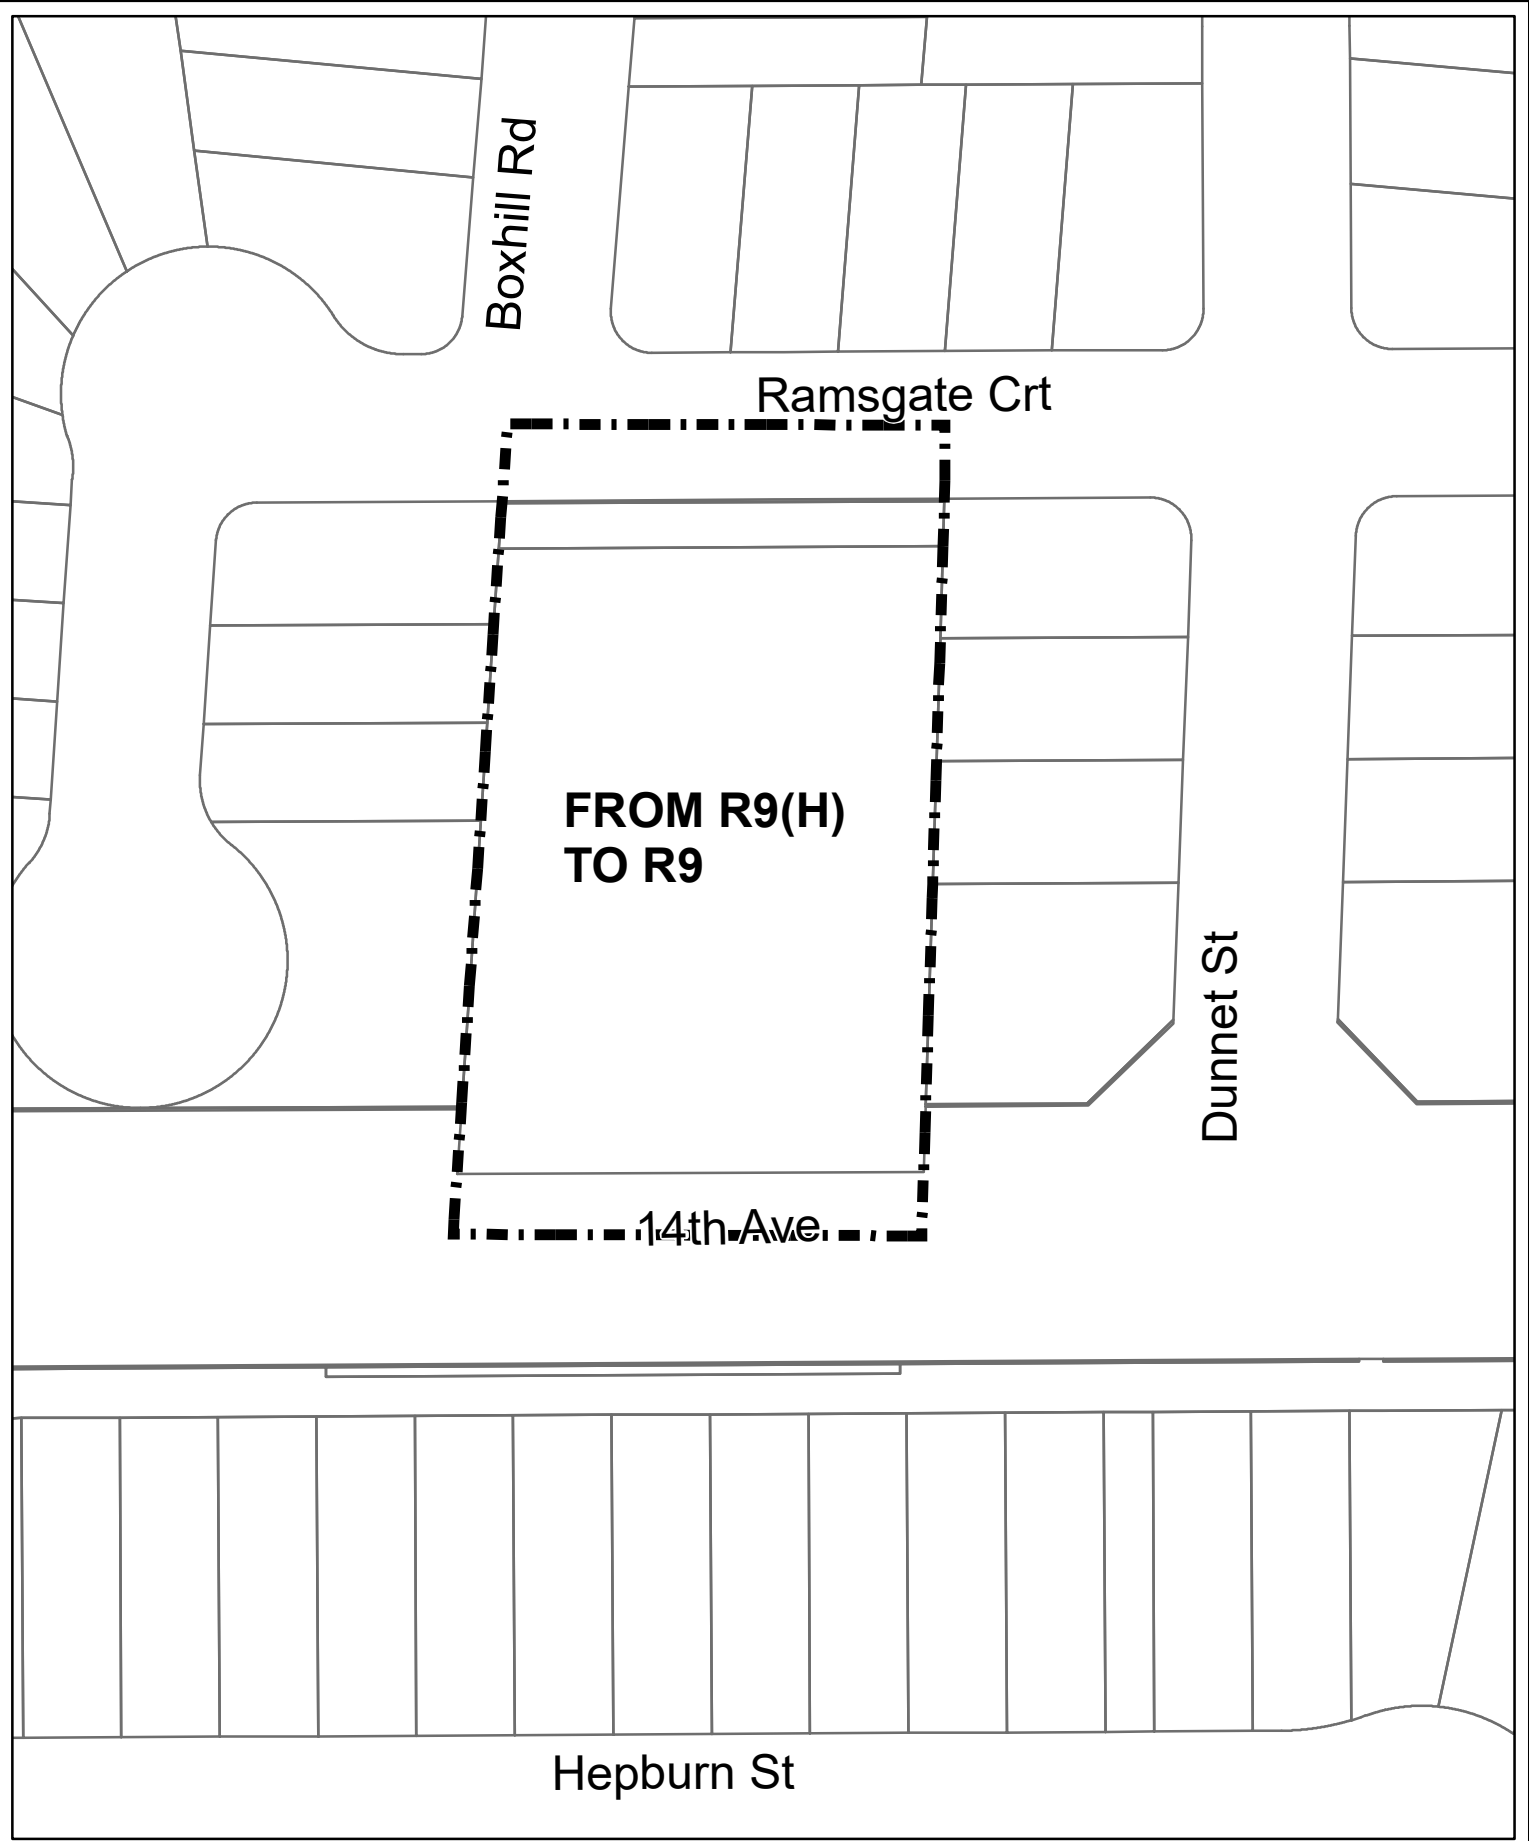 Boxhill Rd
Ramsgate Crt
FROM R9(H)
TO R9
Dunnet St
14th Ave
Hepburn St